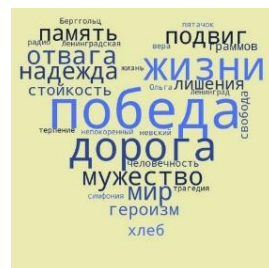 Берггольц
пятачок
память
подвиг
радио
Ленинградская
вера
граммов
отвага
жизни
надежда
жизнь
лишения
стойкость
Ольга
ленинград
свобода
победа
терпение
непокоренный
невский
дорога
человечность
мужество
мир
трагедия
симфония
героизм
хлеб